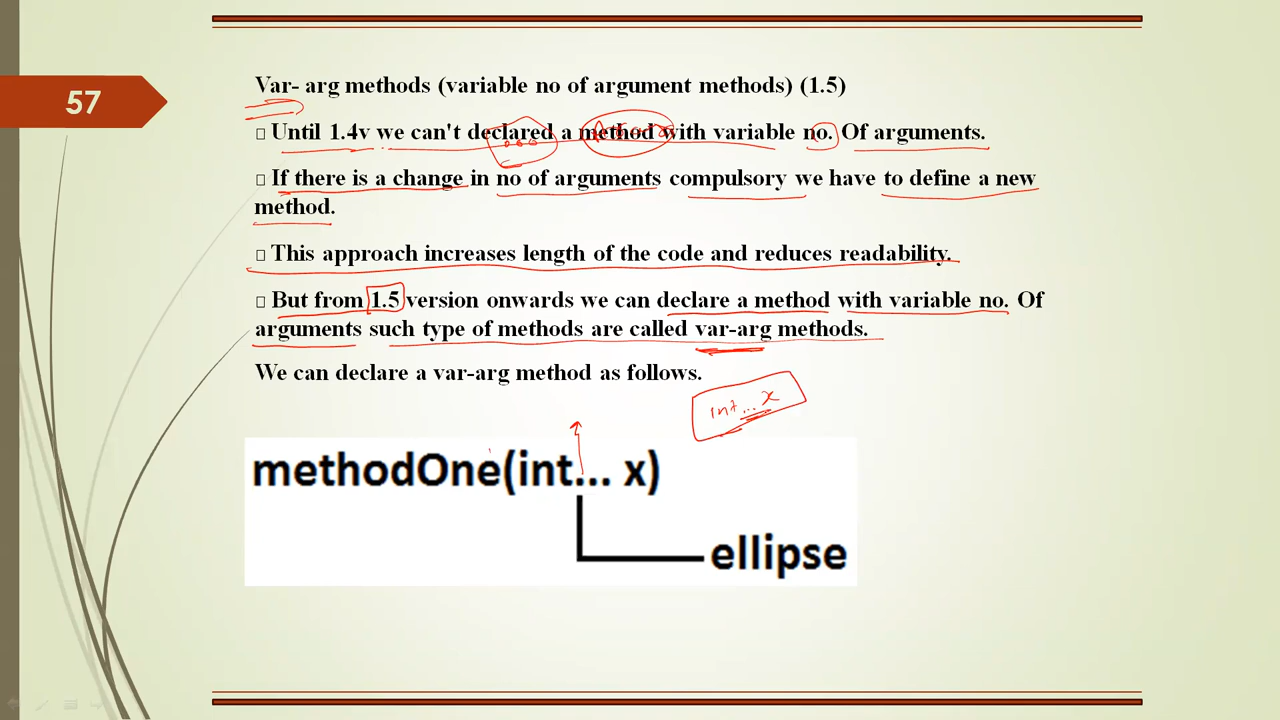 57
Var- arg methods (variable no of argument methods) (1.5)
Until 1.4v we can't declared a method with variable no. Of arguments.
If there is a change in no of arguments compulsory we have to define a new
method.
This approach increases length of the code and reduces readability.
But from 1.5 version onwards we can declare a method with variable no. Of
arguments such type of methods are called var-arg methods.
We can declare a var-arg method as follows.
int... x
methodOne(int... x)
ellipse